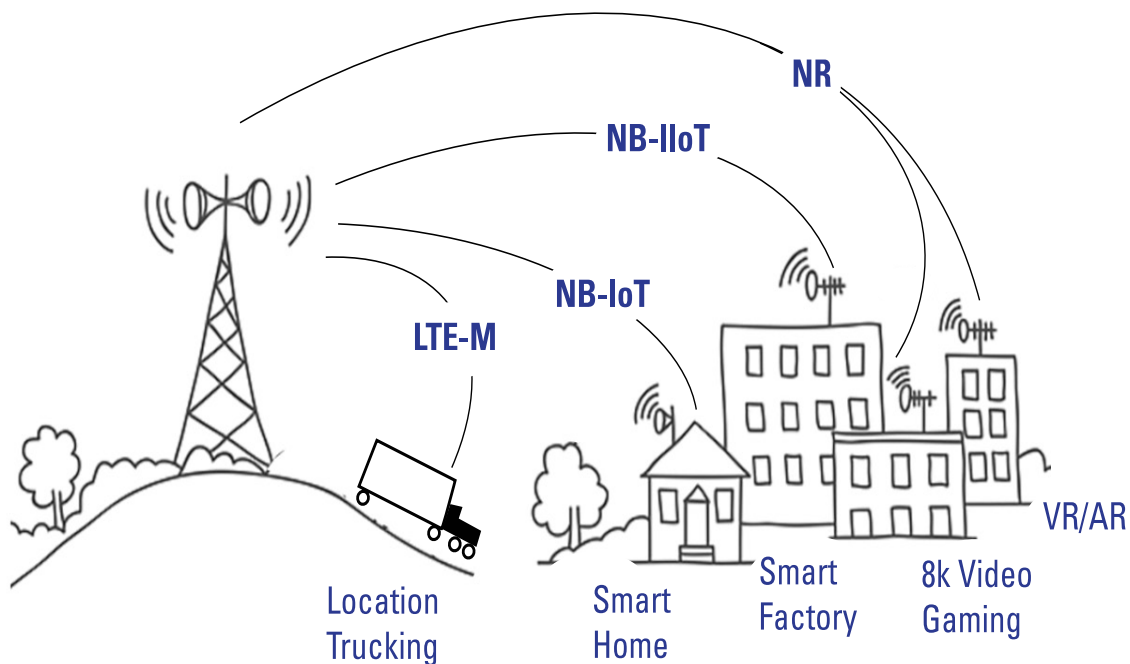 NR
NB-IIoT
NB-IoT
LTE-M
VR/AR
Location
Trucking
Smart
Home
Smart
Factory
8k Video
Gaming